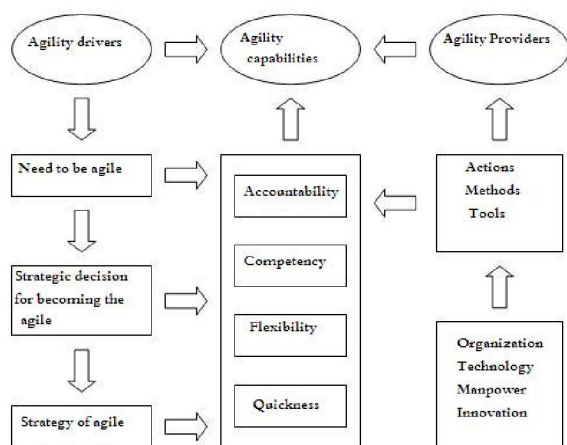 Agility drivers
Agility
capabilities
Agility Providers
Need to be agile
Strategic decision
for becoming the
agile
Strategy of agile
Accountability
Competency
Flexibility
Quickness
Actions
Methods
Tools
Organization
Technology
Manpower
Innovation